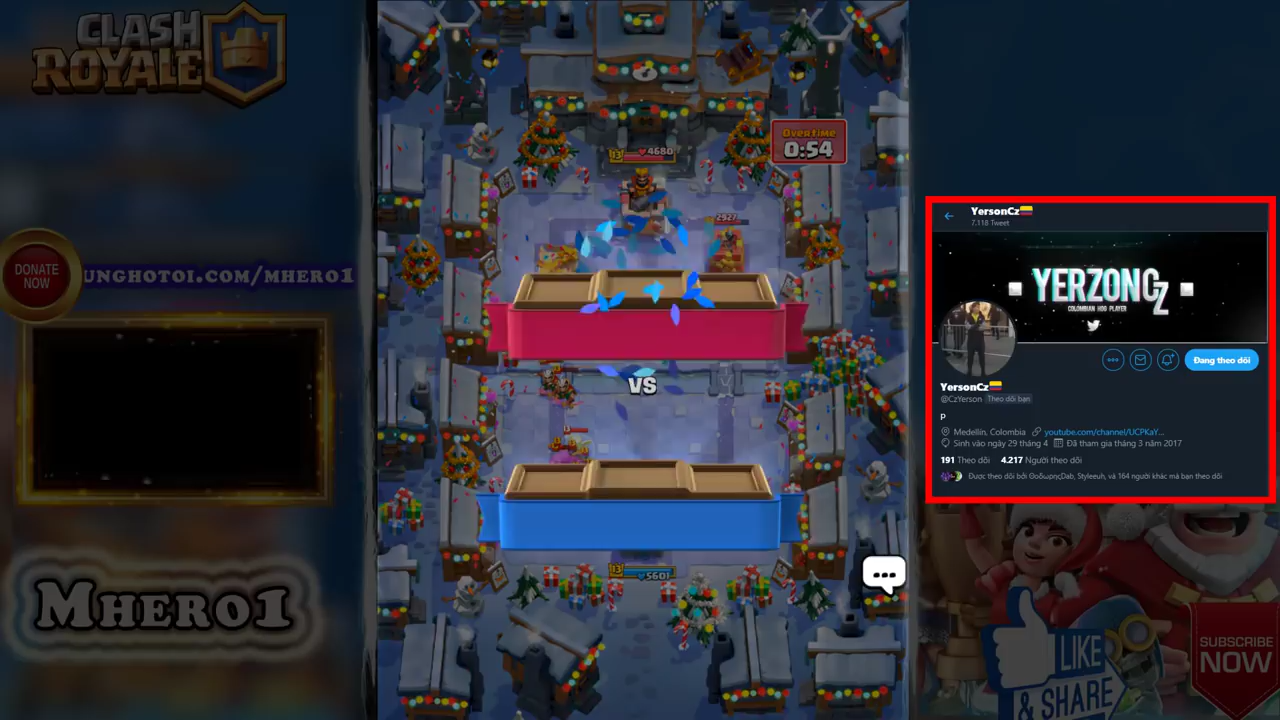 CLASH
ROYALE
DONATE
NOW
UNGHOTOI.COM/MHERO1
MHERO1
13
4680
OVERTIME
0:54
2927
VS
13
5601
YersonCz
7.118 Tweet
YERZONCZ
COLOMBIAN HOG PLAYER
Đang theo dõi
YersonCz
@CzYerson Theo dõi bạn
p
Medellín, Colombia youtube.com/channel/UCPKaY...
Sinh vào ngày 29 tháng 4 Đã tham gia tháng 3 năm 2017
191 Theo dõi 4.217 Người theo dõi
Được theo dõi bởi ΘοδωρηςDab, Styleeuh, và 164 người khác mà bạn theo dõi
LIKE
& SHARE
SUBSCRIBE
NOW